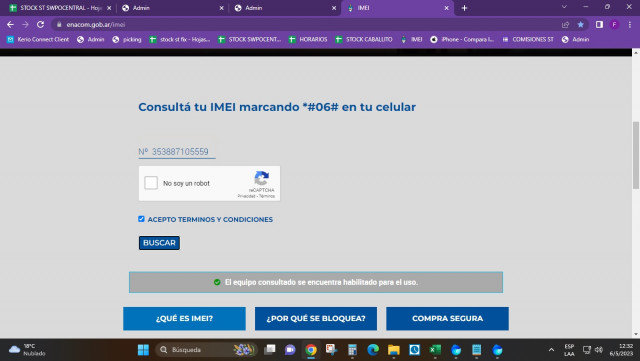 STOCK ST SWPOCENTRAL - Hoja
Admin
Admin
IMEI
enacom.gob.ar/imei
F
Kerio Connect Client
Admin
picking
stock st fla - Hojas...
STOCK SWPOCENT...
HORARIOS
STOCK CABALLITO
IMEI
iPhone - Compara l...
COMISIONES ST
Admin
Consultá tu IMEI marcando *#06# en tu celular
Nº 353887105559
No soy un robot
reCAPTCHA
Privacidad - Términos
ACEPTO TERMINOS Y CONDICIONES
BUSCAR
El equipo consultado se encuentra habilitado para el uso.
¿QUÉ ES IMEI?
¿POR QUÉ SE BLOQUEA?
COMPRA SEGURA
18°C
Nublado
Búsqueda
ESP
LAA
12:32
6/5/2023